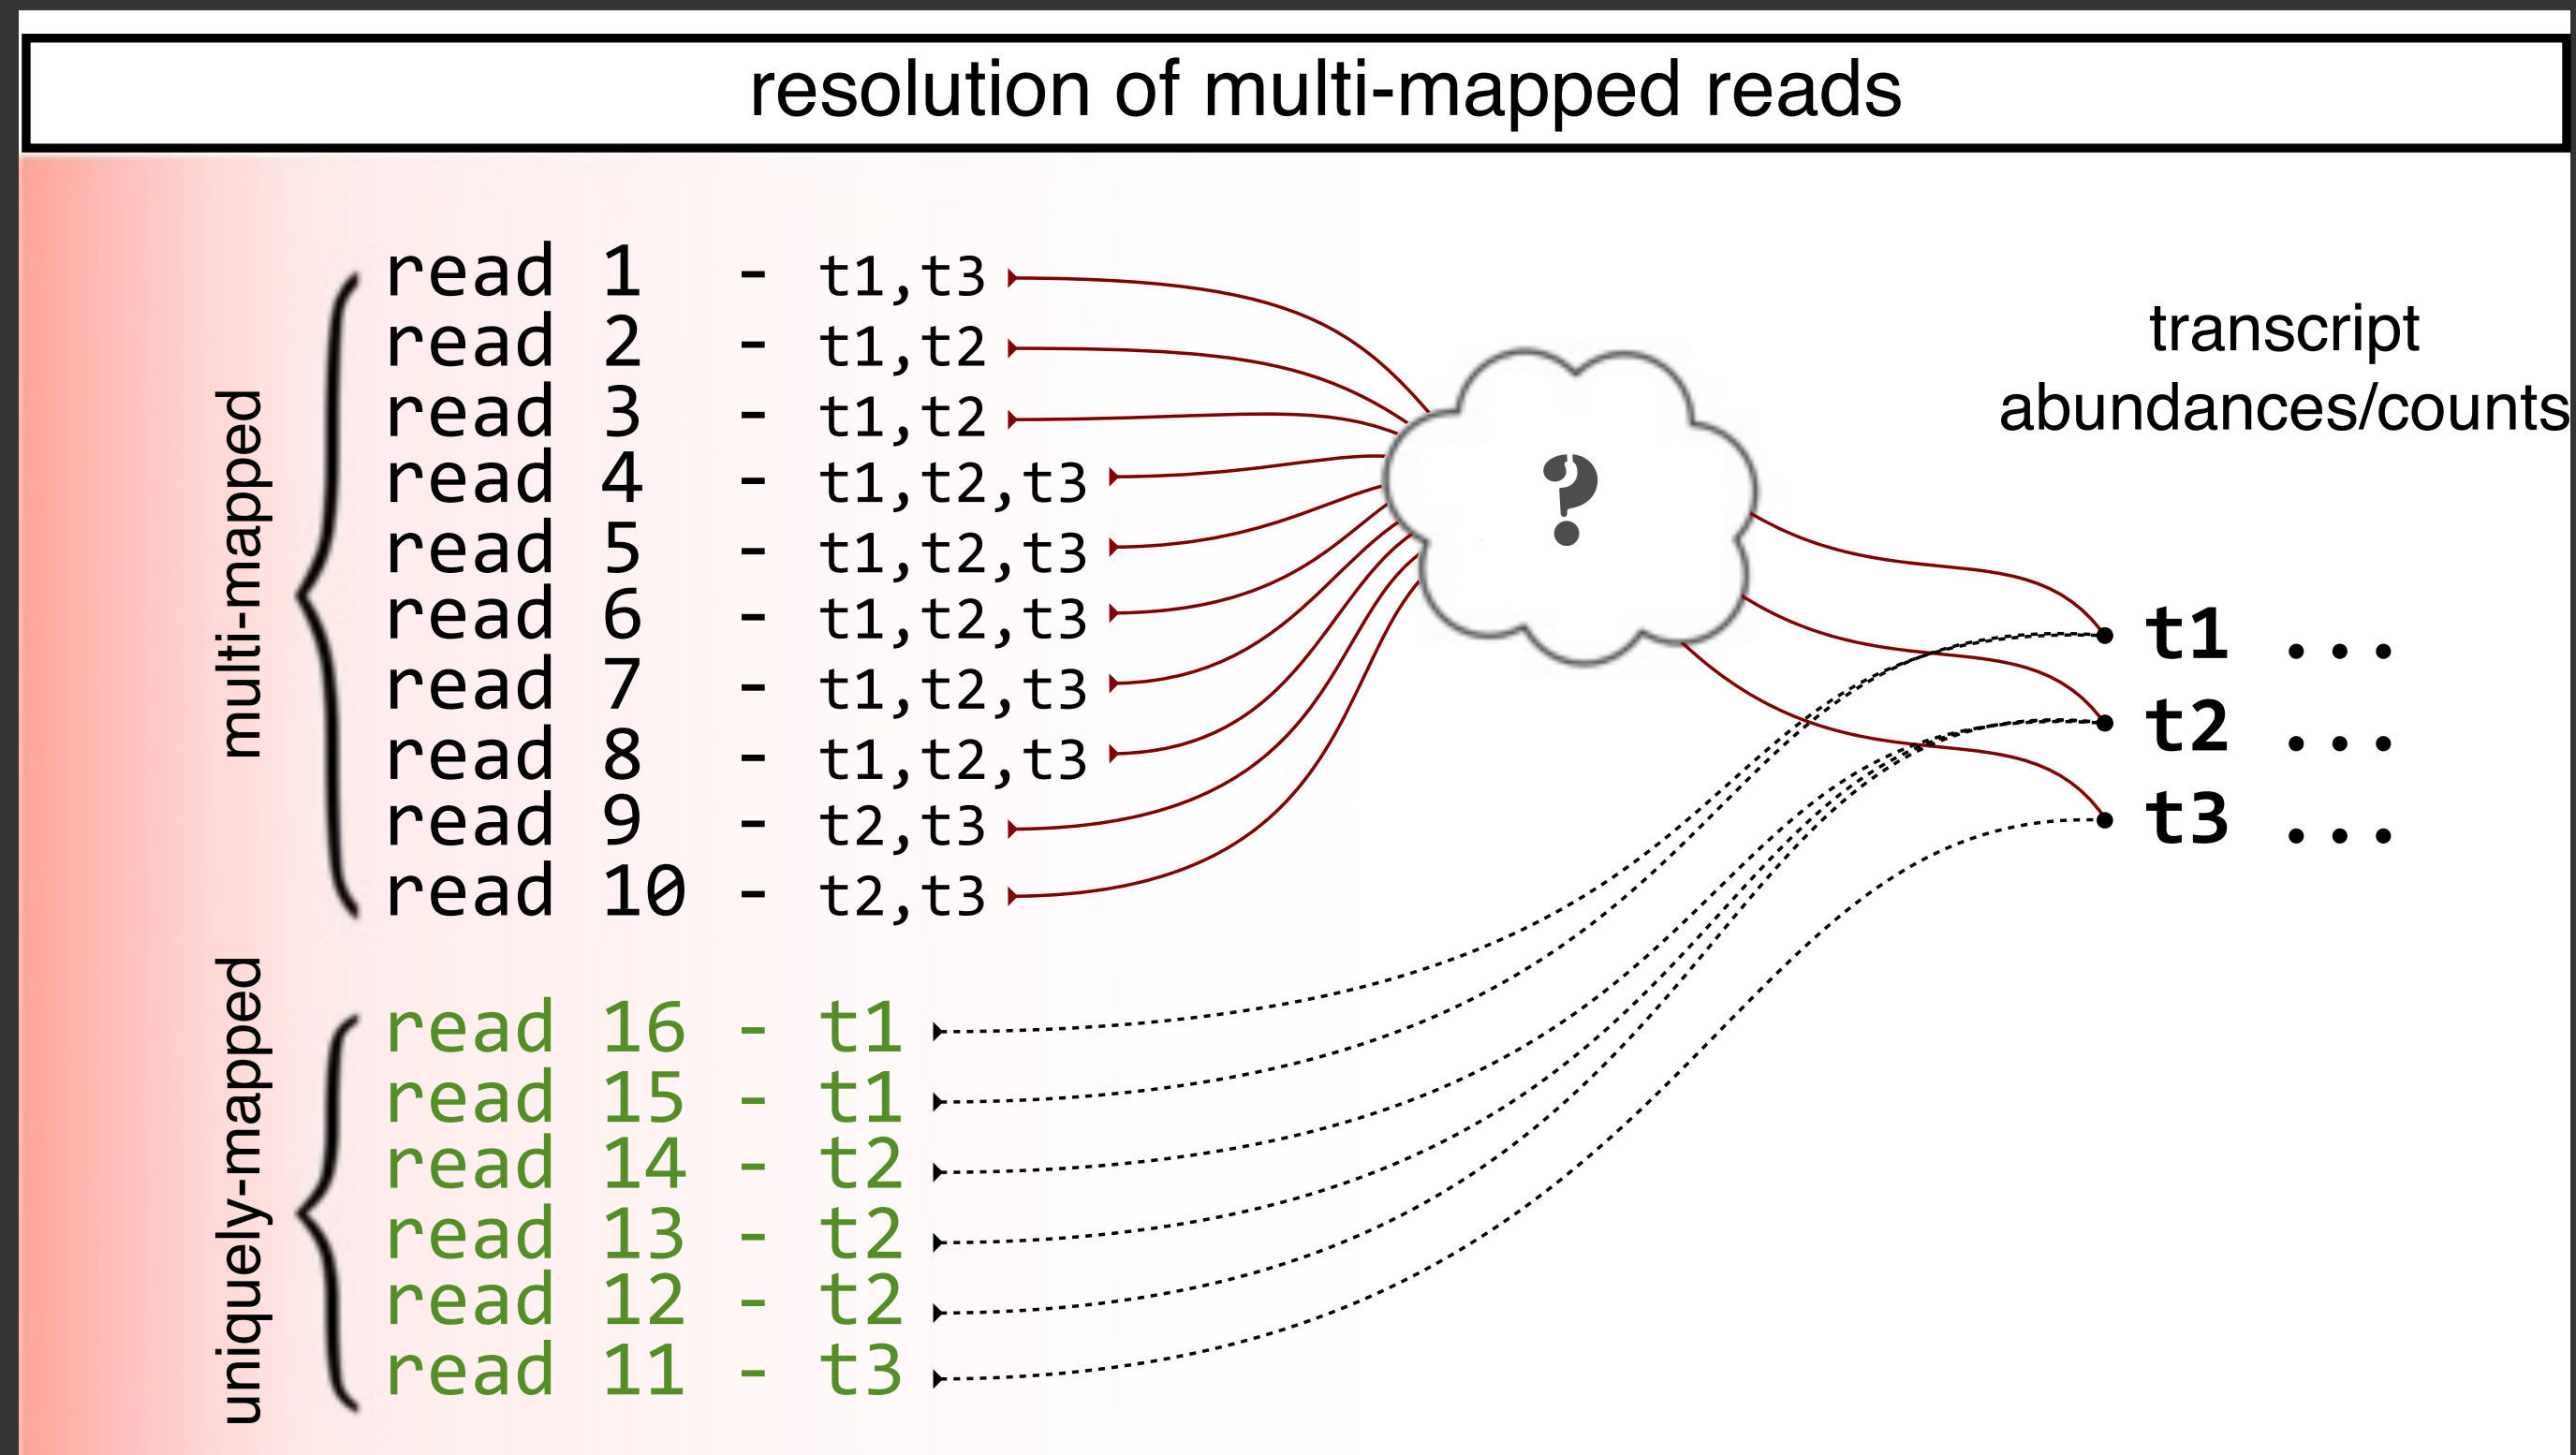 resolution of multi-mapped reads
multi-mapped
read 1 - t1,t3
read 2 - t1,t2
read 3 - t1,t2
read 4 - t1,t2,t3
read 5 - t1,t2,t3
read 6 - t1,t2,t3
read 7 - t1,t2,t3
read 8 - t1,t2,t3
read 9 - t2,t3
read 10 - t2,t3
uniquely-mapped
read 16 - t1
read 15 - t1
read 14 - t2
read 13 - t2
read 12 - t2
read 11 - t3
?
transcript
abundances/counts
t1 ...
t2 ...
t3 ...